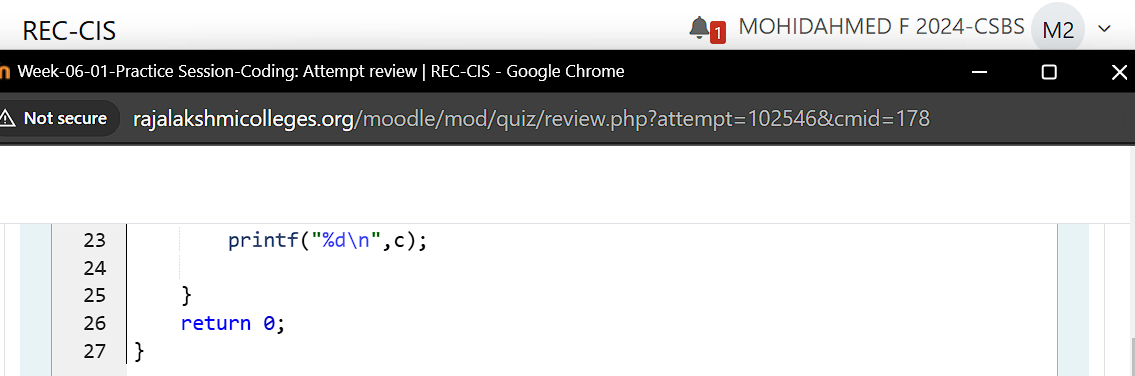 REC-CIS
1 MOHIDAHMED F 2024-CSBS M2
Week-06-01-Practice Session-Coding: Attempt review | REC-CIS - Google Chrome
Not secure rajalakshmicolleges.org/moodle/mod/quiz/review.php?attempt=102546&cmid=178
23 printf("%d\n",c);
24
25 }
26 return 0;
27 }